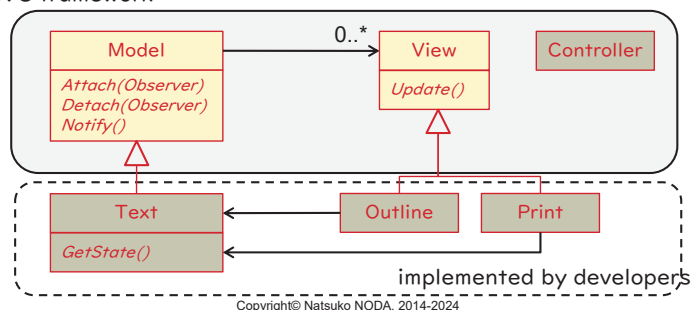 0..*
Model
View
Controller
Attach(Observer)
Detach(Observer)
Notify()
Update()
Text
Outline
Print
GetState()
implemented by developers
Copyright© Natsuko NODA, 2014-2024